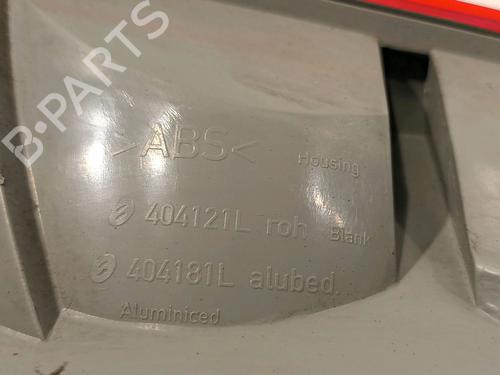 B-PARTS
>ABS<
Housing
404121L roh Blank
404181L alubed.
Aluminiced